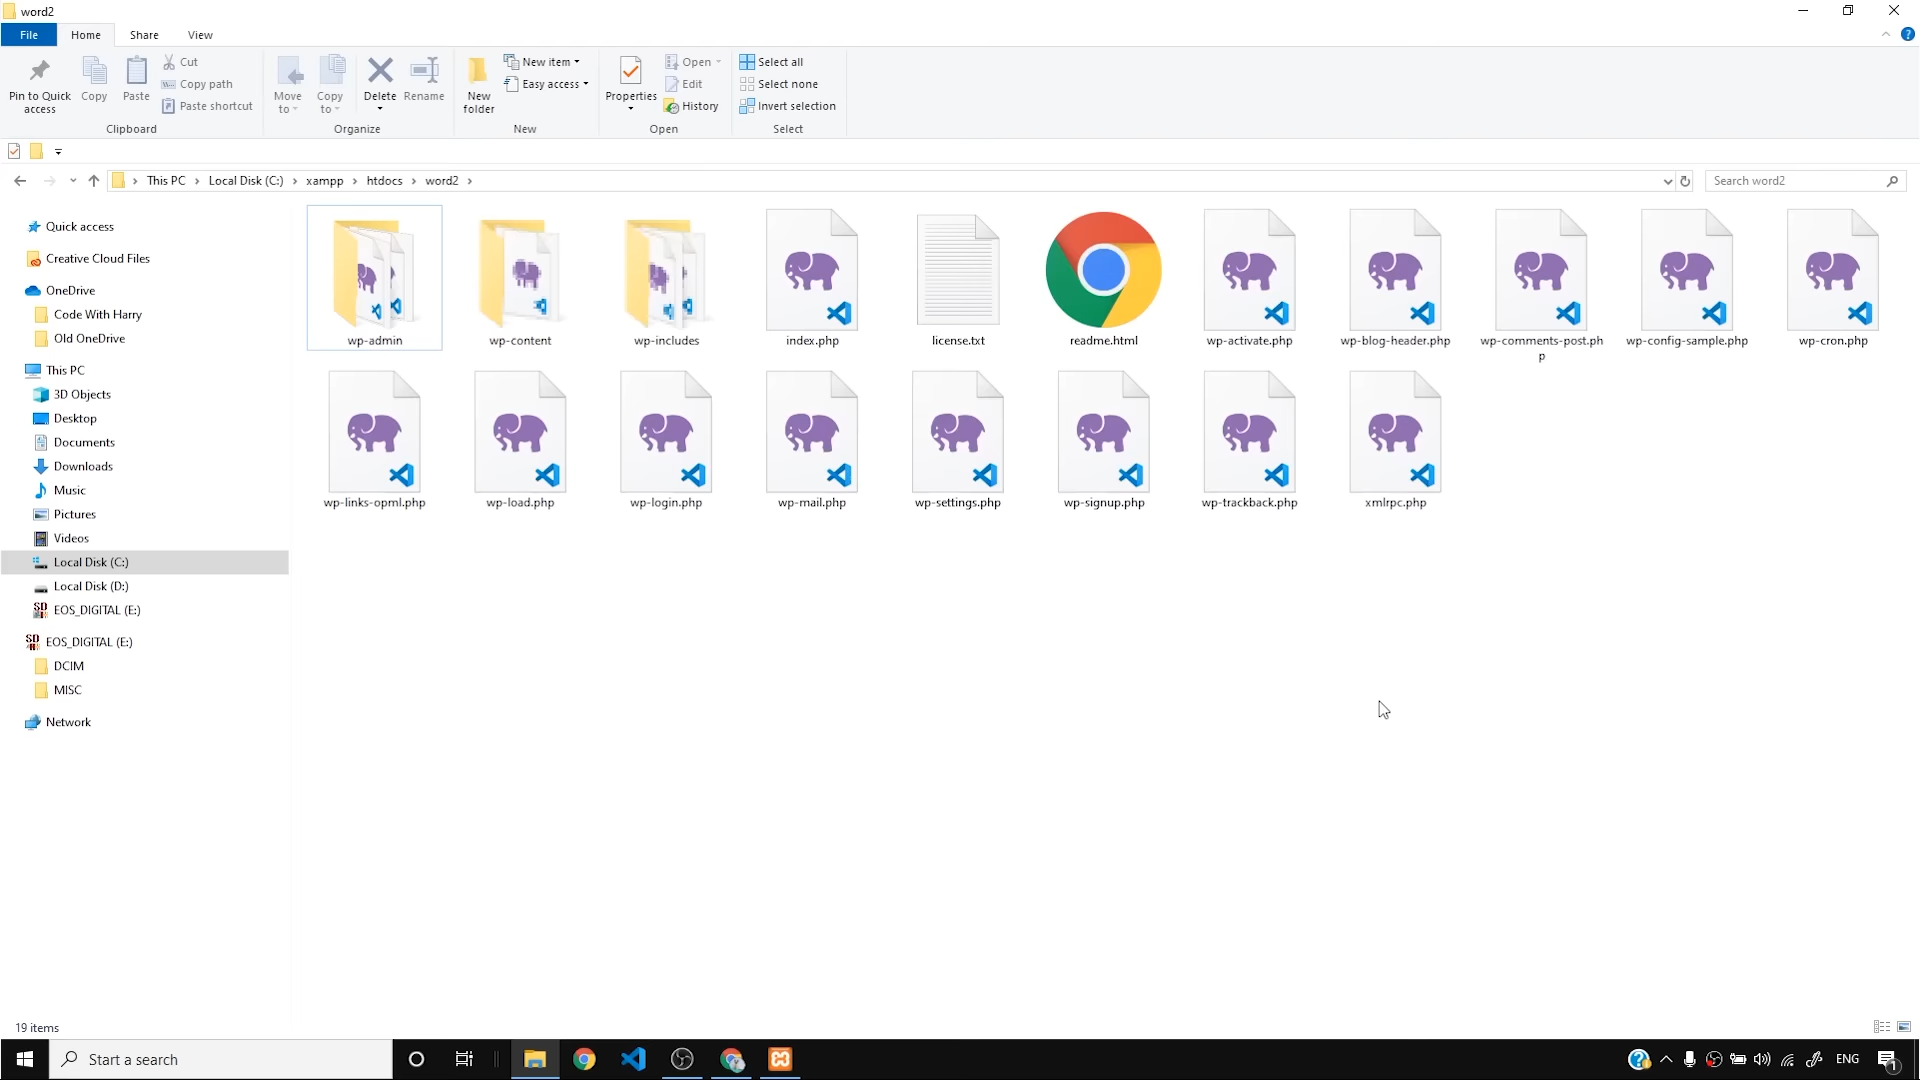 word2
File
Home
Share
View
Pin to Quick
access
Copy
Paste
Cut
Copy path
Paste shortcut
Clipboard
Move
to
Copy
to
Delete
Rename
Organize
New
folder
New item
Easy access
New
Properties
Open
Edit
History
Open
Select all
Select none
Invert selection
Select
This PC
Local Disk (C:)
xampp
htdocs
word2
Search word2
Quick access
Creative Cloud Files
OneDrive
Code With Harry
Old OneDrive
This PC
3D Objects
Desktop
Documents
Downloads
Music
Pictures
Videos
Local Disk (C:)
Local Disk (D:)
EOS_DIGITAL (E:)
EOS_DIGITAL (E:)
DCIM
MISC
Network
wp-admin
wp-content
wp-includes
index.php
license.txt
readme.html
wp-activate.php
wp-blog-header.php
wp-comments-post.ph
p
wp-config-sample.php
wp-cron.php
wp-links-opml.php
wp-load.php
wp-login.php
wp-mail.php
wp-settings.php
wp-signup.php
wp-trackback.php
xmlrpc.php
19 items
Start a search
ENG
1